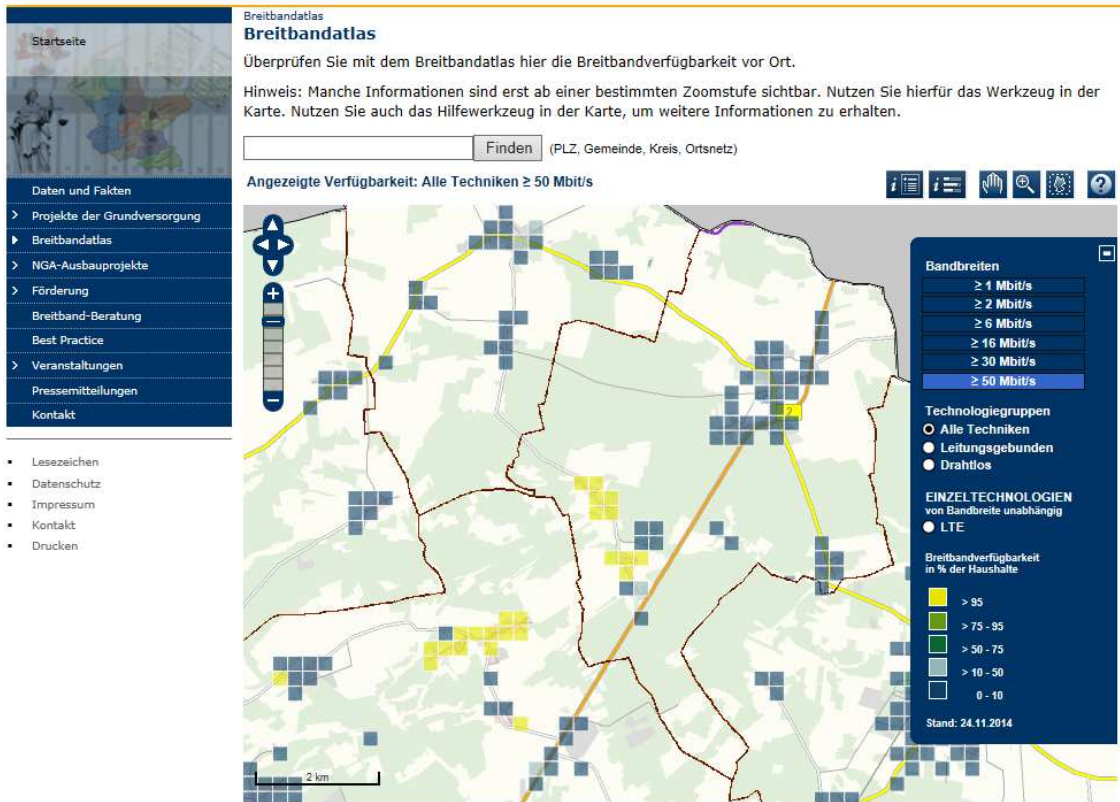 Startseite
Daten und Fakten
Projekte der Grundversorgung
Breitbandatlas
NGA-Ausbauprojekte
Förderung
Breitband-Beratung
Best Practice
Veranstaltungen
Pressemitteilungen
Kontakt
Lesezeichen
Datenschutz
Impressum
Kontakt
Drucken
Breitbandatlas
Breitbandatlas
Überprüfen Sie mit dem Breitbandatlas hier die Breitbandverfügbarkeit vor Ort.
Hinweis: Manche Informationen sind erst ab einer bestimmten Zoomstufe sichtbar. Nutzen Sie hierfür das Werkzeug in der
Karte. Nutzen Sie auch das Hilfewerkzeug in der Karte, um weitere Informationen zu erhalten.
Finden (PLZ, Gemeinde, Kreis, Ortsnetz)
Angezeigte Verfügbarkeit: Alle Techniken ≥ 50 Mbit/s
i i ?
2
2 km
Bandbreiten
≥ 1 Mbit/s
≥ 2 Mbit/s
≥ 6 Mbit/s
≥ 16 Mbit/s
≥ 30 Mbit/s
≥ 50 Mbit/s
Technologiegruppen
Alle Techniken
Leitungsgebunden
Drahtlos
EINZELTECHNOLOGIEN
von Bandbreite unabhängig
LTE
Breitbandverfügbarkeit
in % der Haushalte
> 95
> 75 - 95
> 50 - 75
> 10 - 50
0 - 10
Stand: 24.11.2014